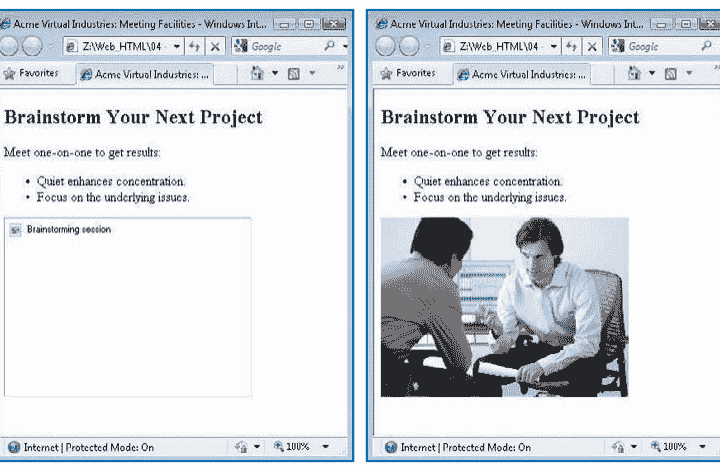 Acme Virtual Industries: Meeting Facilities - Windows Int...
Z:\Web_HTML\04 -
Google
Favorites
Acme Virtual Industries: ...
Brainstorm Your Next Project
Meet one-on-one to get results:
• Quiet enhances concentration.
• Focus on the underlying issues.
Brainstorming session
Internet | Protected Mode: On
100%
Acme Virtual Industries: Meeting Facilities - Windows Int...
Z:\Web_HTML\04 -
Google
Favorites
Acme Virtual Industries: ...
Brainstorm Your Next Project
Meet one-on-one to get results:
• Quiet enhances concentration.
• Focus on the underlying issues.
Internet | Protected Mode: On
100%